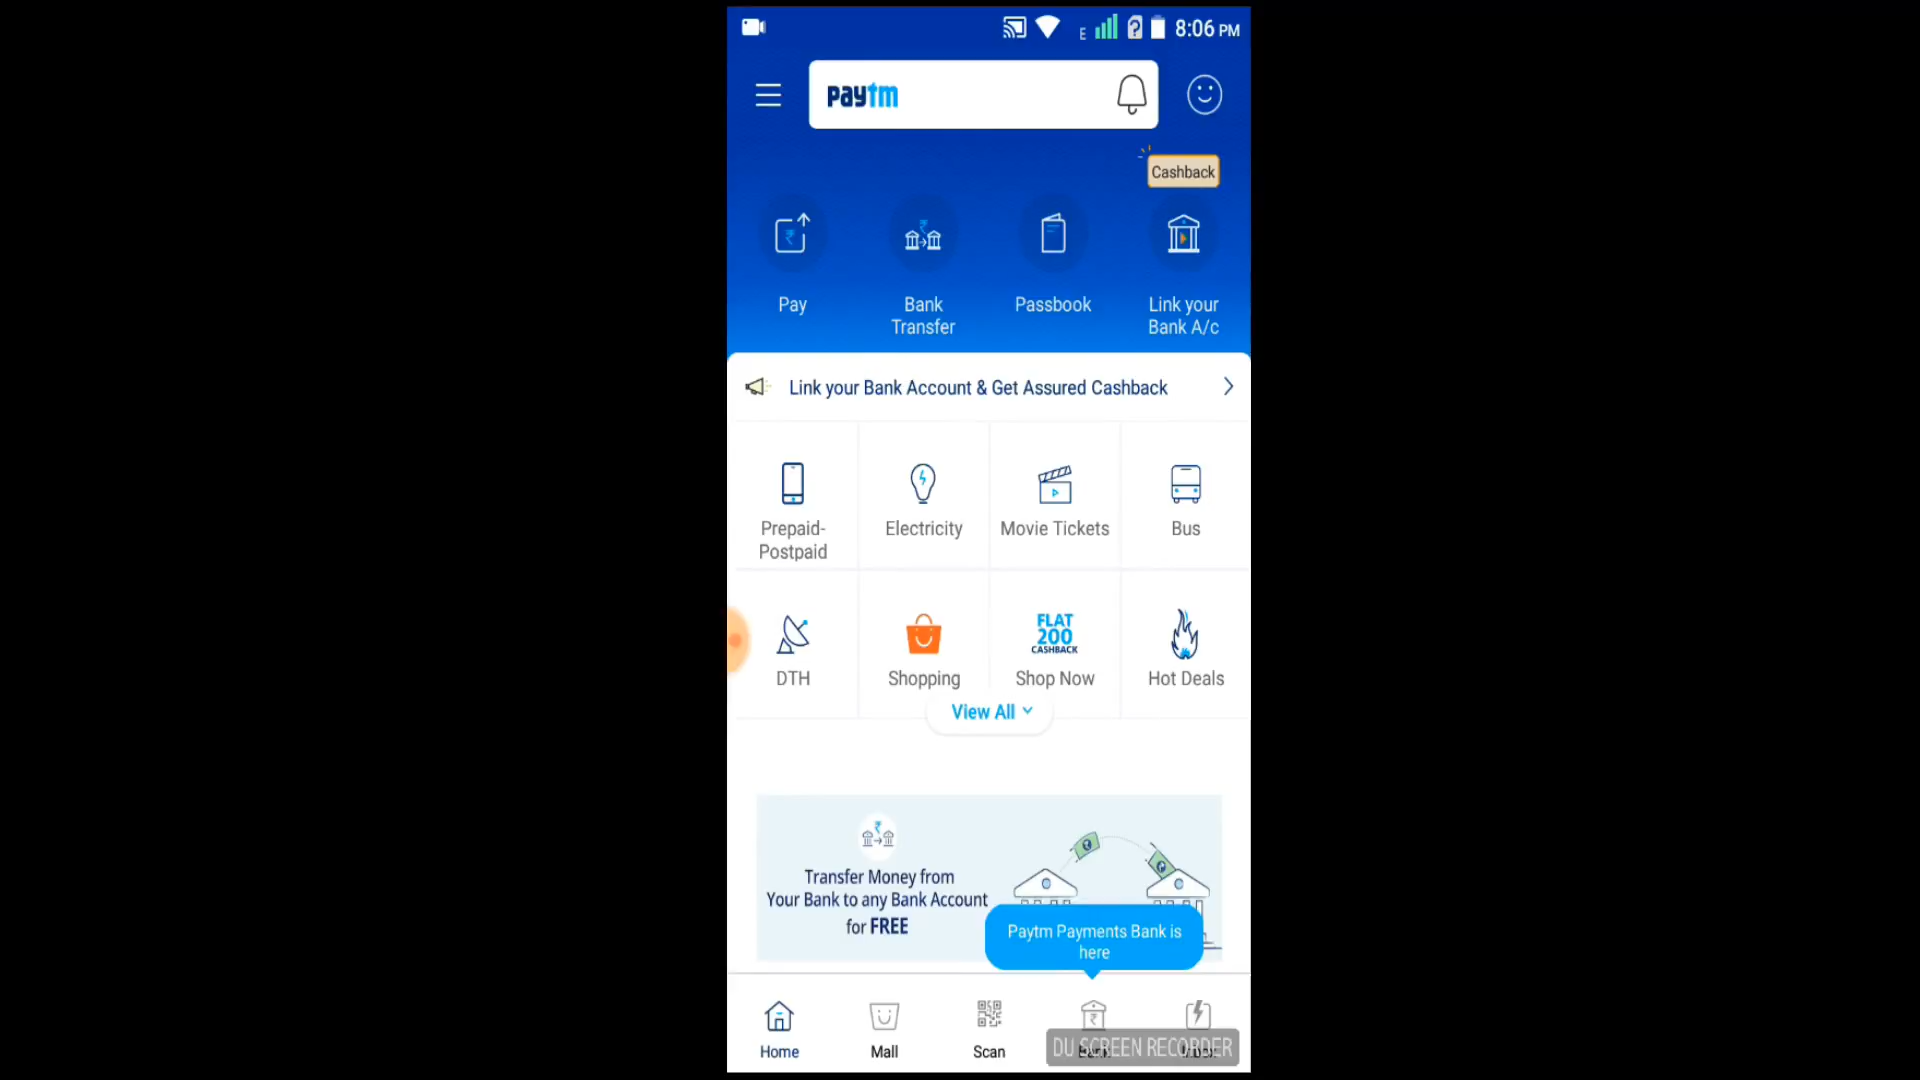 E 8:06 PM
paytm
Cashback
Pay
Bank
Transfer
Passbook
Link your
Bank A/c
Link your Bank Account & Get Assured Cashback
Prepaid-
Postpaid
Electricity
Movie Tickets
Bus
DTH
Shopping
FLAT
200
CASHBACK
Shop Now
Hot Deals
View All
Transfer Money from
Your Bank to any Bank Account
for FREE
Paytm Payments Bank is
here
Home
Mall
Scan
Bank
Inbox
DU SCREEN RECORDER